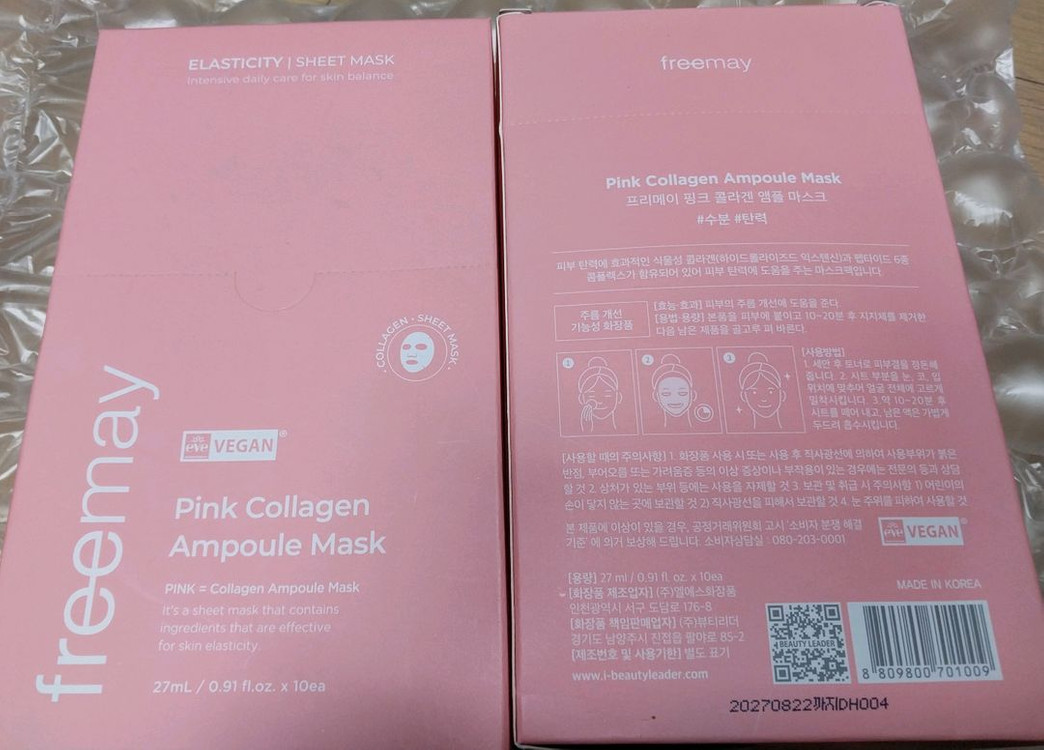 ELASTICITY | SHEET MASK
Intensive daily care for skin balance
COLLAGEN · SHEET MASK ·
freemay
eve VEGAN®
Pink Collagen
Ampoule Mask
PINK = Collagen Ampoule Mask
It's a sheet mask that contains
ingredients that are effective
for skin elasticity.
27mL / 0.91 fl.oz. x 10ea
freemay
Pink Collagen Ampoule Mask
프리메이 핑크 콜라겐 앰플 마스크
#수분 #탄력
피부 탄력에 효과적인 식물성 콜라겐(하이드롤라이즈드 익스텐신)과 펩타이드 6종
콤플렉스가 함유되어 있어 피부 탄력에 도움을 주는 마스크팩입니다.
주름 개선
기능성 화장품
[효능·효과] 피부의 주름 개선에 도움을 준다.
[용법·용량] 본품을 피부에 붙이고 10~20분 후 지지체를 제거한
다음 남은 제품을 골고루 펴 바른다.
1
2
3
[사용방법]
1. 세안 후 토너로 피부결을 정돈해
줍니다. 2. 시트 부분을 눈, 코, 입
위치에 맞추어 얼굴 전체에 고르게
밀착시킵니다. 3. 약 10~20분 후
시트를 떼어 내고, 남은 액은 가볍게
두드려 흡수시킵니다.
[사용할 때의 주의사항] 1. 화장품 사용 시 또는 사용 후 직사광선에 의하여 사용부위가 붉은
반점, 부어오름 또는 가려움증 등의 이상 증상이나 부작용이 있는 경우에는 전문의 등과 상담
할 것 2. 상처가 있는 부위 등에는 사용을 자제할 것 3. 보관 및 취급 시 주의사항 1) 어린이의
손이 닿지 않는 곳에 보관할 것 2) 직사광선을 피해서 보관할 것 4. 눈 주위를 피하여 사용할 것
본 제품에 이상이 있을 경우, 공정거래위원회 고시 '소비자 분쟁 해결
기준' 에 의거 보상해 드립니다. 소비자상담실 : 080-203-0001
eve VEGAN®
[용량] 27 ml / 0.91 fl. oz. x 10ea
[화장품 제조업자] (주)엘에스화장품
인천광역시 서구 도담로 176-8
[화장품 책임판매업자] (주)뷰티리더
경기도 남양주시 진접읍 팔야로 85-2
[제조번호 및 사용기한] 별도 표기
www.i-beautyleader.com
BEAUTY LEADER
MADE IN KOREA
8 809800 701009
20270822까지DH004